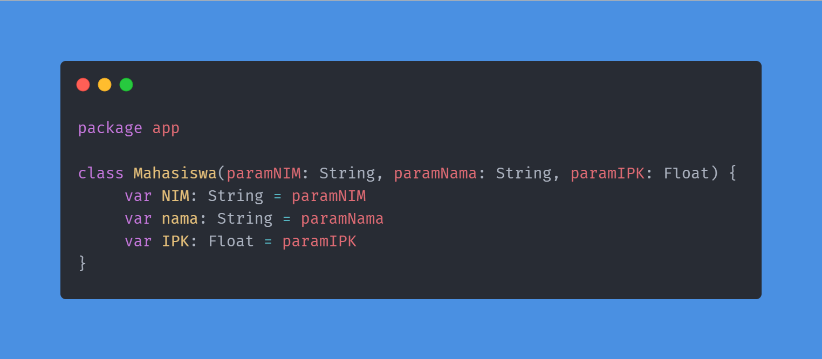 package app
class Mahasiswa(paramNIM: String, paramNama: String, paramIPK: Float) {
var NIM: String = paramNIM
var nama: String = paramNama
var IPK: Float = paramIPK
}